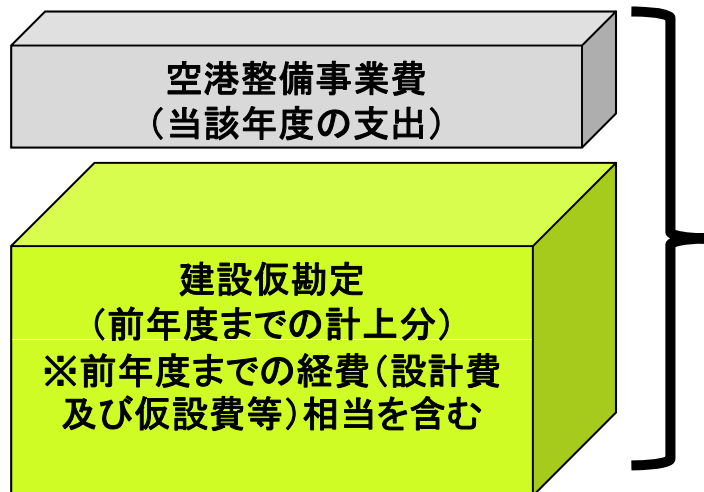 空港整備事業費
（当該年度の支出）
建設仮勘定
（前年度までの計上分）
※前年度までの経費（設計費
及び仮設費等）相当を含む